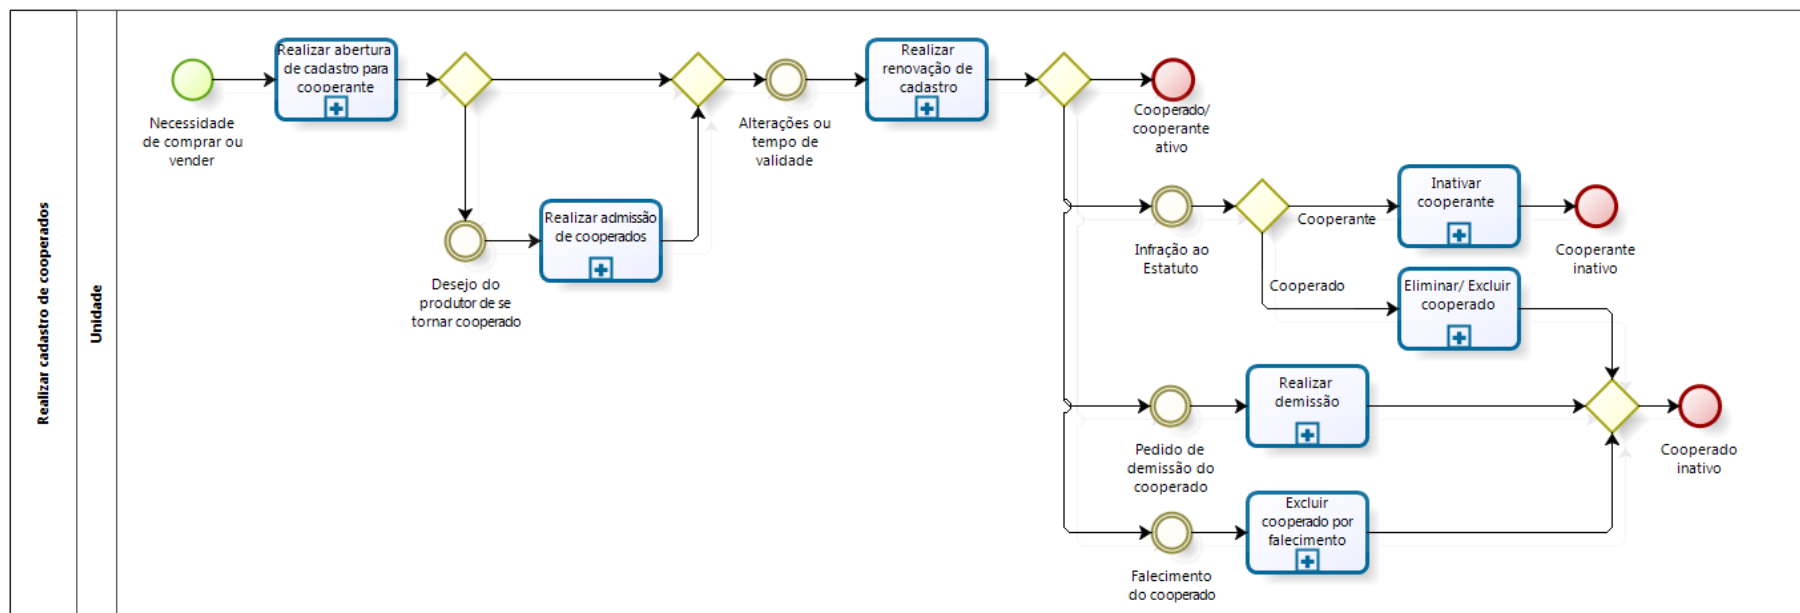 Realizar cadastro de cooperados
Unidade
Necessidade
de comprar ou
vender
Realizar abertura
de cadastro para
cooperante
Desejo do
produtor de se
tornar cooperado
Realizar admissão
de cooperados
Alterações ou
tempo de
validade
Realizar
renovação de
cadastro
Cooperado/
cooperante
ativo
Infração ao
Estatuto
Cooperante
Inativar
cooperante
Cooperante
inativo
Cooperado
Eliminar/ Excluir
cooperado
Pedido de
demissão do
cooperado
Realizar
demissão
Cooperado
inativo
Falecimento
do cooperado
Excluir
cooperado por
falecimento